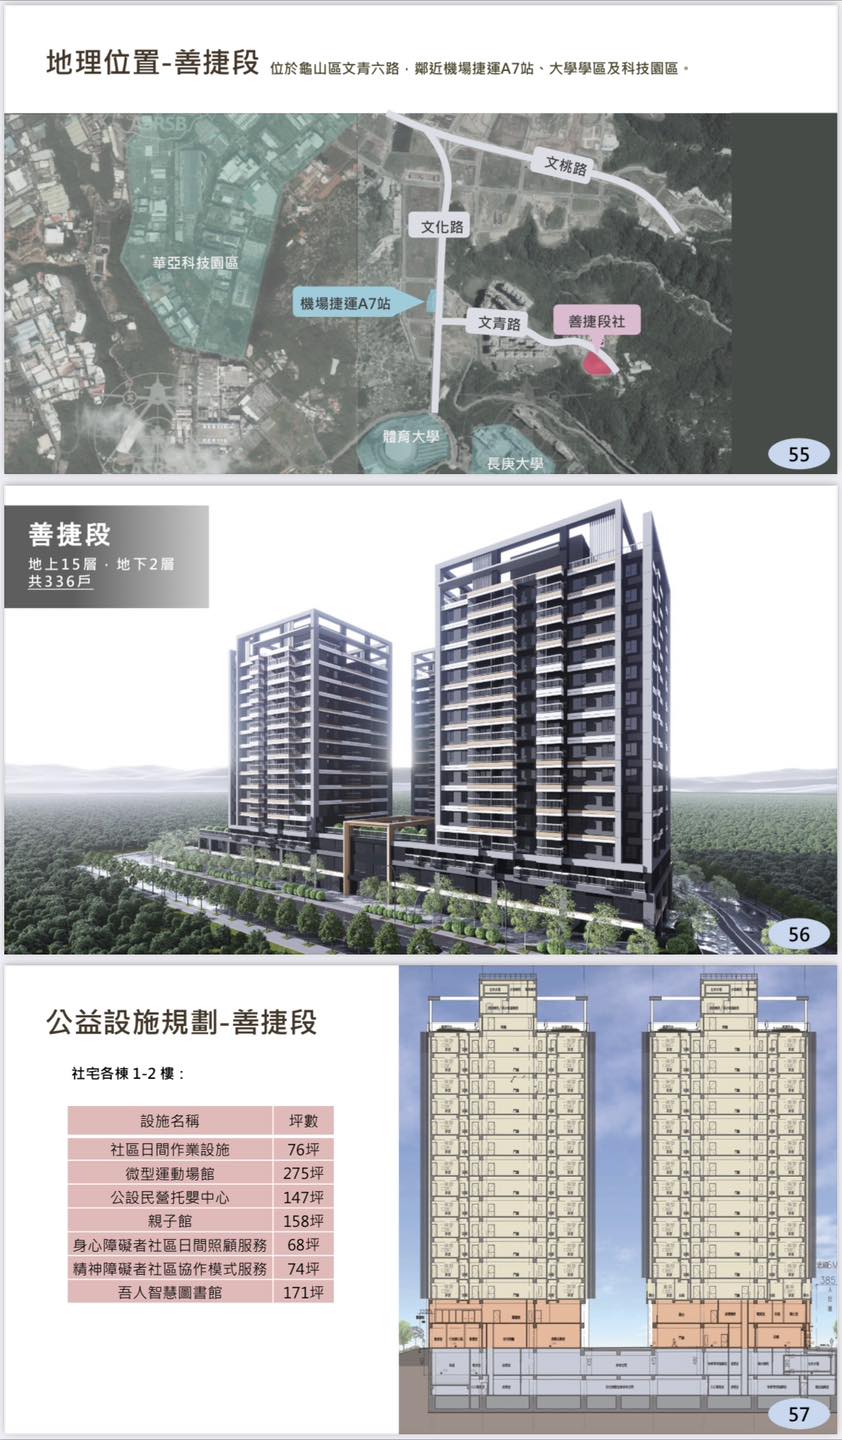 地理位置-善捷段 位於龜山區文青六路，鄰近機場捷運A7站、大學學區及科技園區。
文桃路
文化路
華亞科技園區
機場捷運A7站
文青路
善捷段社
體育大學
長庚大學
55
善捷段
地上15層，地下2層
共336戶
56
公益設施規劃-善捷段
社宅各棟 1-2 樓：
設施名稱 坪數
社區日間作業設施 76坪
微型運動場館 275坪
公設民營托嬰中心 147坪
親子館 158坪
身心障礙者社區日間照顧服務 68坪
精神障礙者社區協作模式服務 74坪
吾人智慧圖書館 171坪
57